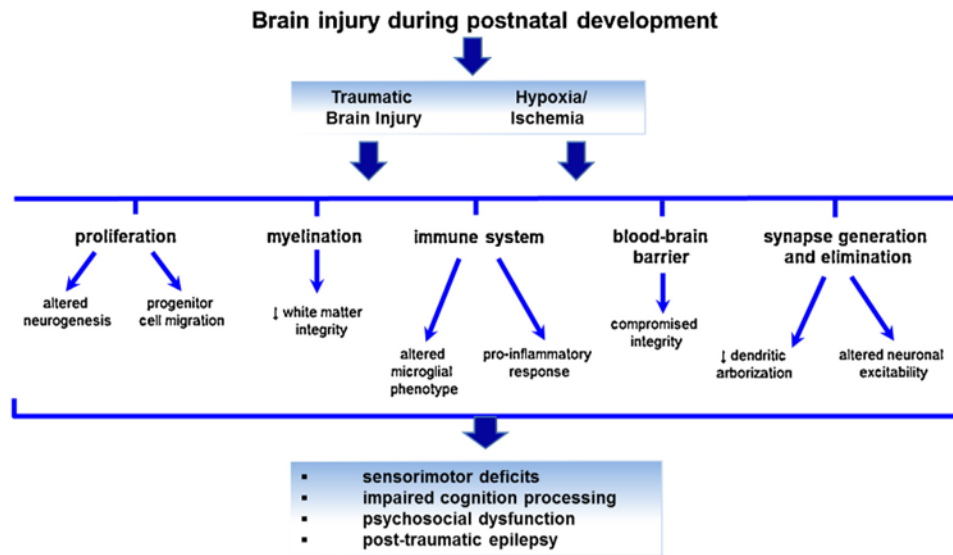 Brain injury during postnatal development
Traumatic
Brain Injury
Hypoxia/
Ischemia
proliferation
myelination
immune system
blood-brain
barrier
synapse generation
and elimination
altered
neurogenesis
progenitor
cell migration
↓ white matter
integrity
altered
microglial
phenotype
pro-inflammatory
response
compromised
integrity
↓ dendritic
arborization
altered neuronal
excitability
▪ sensorimotor deficits
▪ impaired cognition processing
▪ psychosocial dysfunction
▪ post-traumatic epilepsy